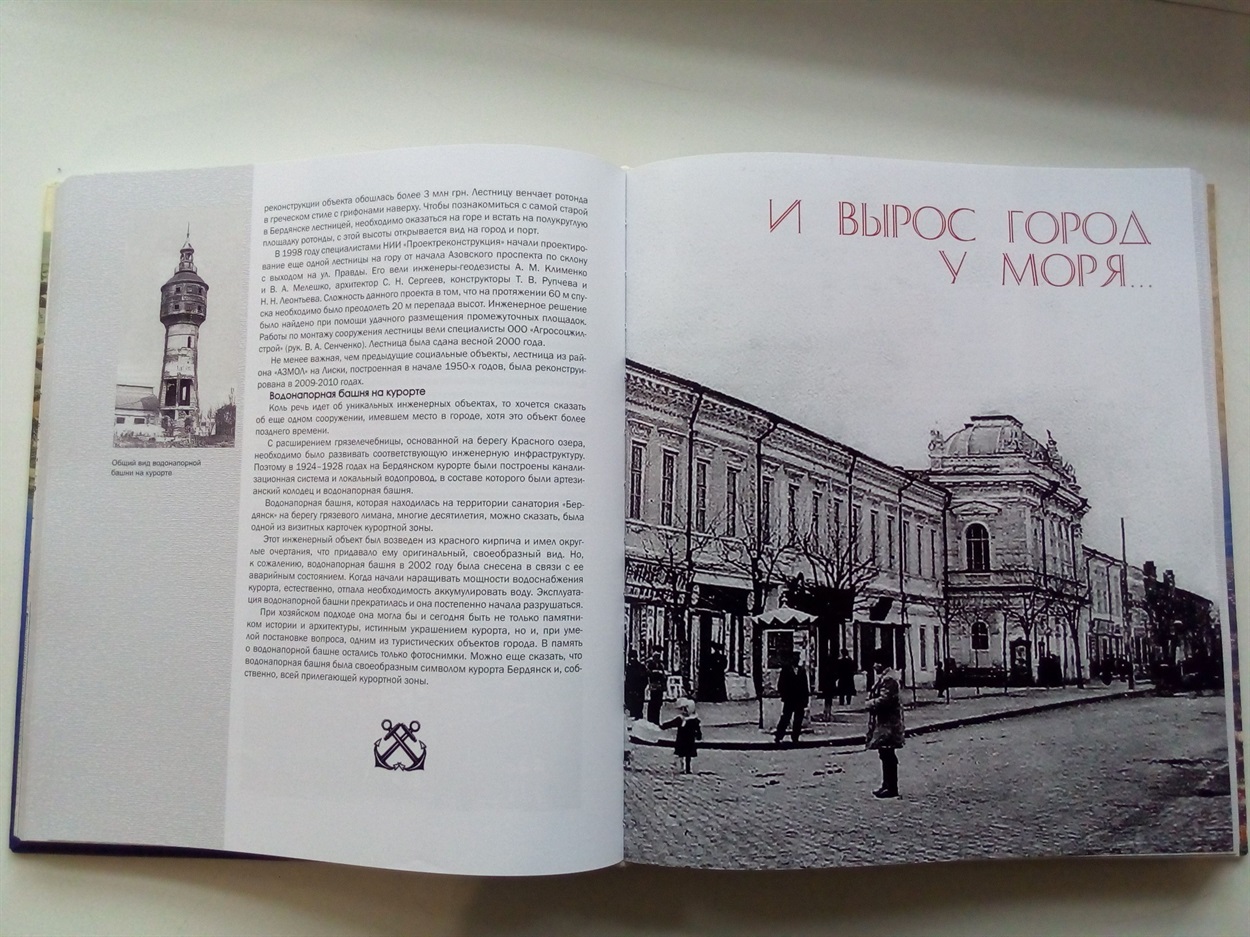 реконструкции объекта обошлась более 3 млн грн. Лестницу венчает ротонда
в греческом стиле с грифонами наверху. Чтобы познакомиться с самой старой
в Бердянске лестницей, необходимо оказаться на горе и встать на полукруглую
площадку ротонды, с этой высоты открывается вид на город и порт.
В 1998 году специалистами НИИ «Проектреконструкция» начали проектиро-
вание еще одной лестницы на гору от начала Азовского проспекта по склону
с выходом на ул. Правды. Его вели инженеры-геодезисты А. М. Клименко
и В. А. Мелешко, архитектор С. Н. Сергеев, конструкторы Т. В. Рупчева и
Н. Н. Леонтьева. Сложность данного проекта в том, что на протяжении 60 м спу-
ска необходимо было преодолеть 20 м перепада высот. Инженерное решение
было найдено при помощи удачного размещения промежуточных площадок.
Работы по монтажу сооружения лестницы вели специалисты ООО «Агросоцжил-
строй» (рук. В. А. Сенченко). Лестница была сдана весной 2000 года.
Не менее важная, чем предыдущие социальные объекты, лестница из рай-
она «АЗМОЛ» на Лиски, построенная в начале 1950-х годов, была реконструи-
рована в 2009-2010 годах.
Водонапорная башня на курорте
Коль речь идет об уникальных инженерных объектах, то хочется сказать
об еще одном сооружении, имевшем место в городе, хотя это объект более
позднего времени.
С расширением грязелечебницы, основанной на берегу Красного озера,
необходимо было развивать соответствующую инженерную инфраструктуру.
Поэтому в 1924–1928 годах на Бердянском курорте были построены канали-
зационная система и локальный водопровод, в составе которого были артези-
анский колодец и водонапорная башня.
Водонапорная башня, которая находилась на территории санатория «Бер-
дянск» на берегу грязевого лимана, многие десятилетия, можно сказать, была
одной из визитных карточек курортной зоны.
Этот инженерный объект был возведен из красного кирпича и имел округ-
лые очертания, что придавало ему оригинальный, своеобразный вид. Но,
к сожалению, водонапорная башня в 2002 году была снесена в связи с ее
аварийным состоянием. Когда начали наращивать мощности водоснабжения
курорта, естественно, отпала необходимость аккумулировать воду. Эксплуата-
ция водонапорной башни прекратилась и она постепенно начала разрушаться.
При хозяйском подходе она могла бы и сегодня быть не только памятни-
ком истории и архитектуры, истинным украшением курорта, но и, при уме-
лой постановке вопроса, одним из туристических объектов города. В память
о водонапорной башне остались только фотоснимки. Можно еще сказать, что
водонапорная башня была своеобразным символом курорта Бердянск и, соб-
ственно, всей прилегающей курортной зоны.
Общий вид водонапорной
башни на курорте
И ВЫРОС ГОРОД
У МОРЯ...